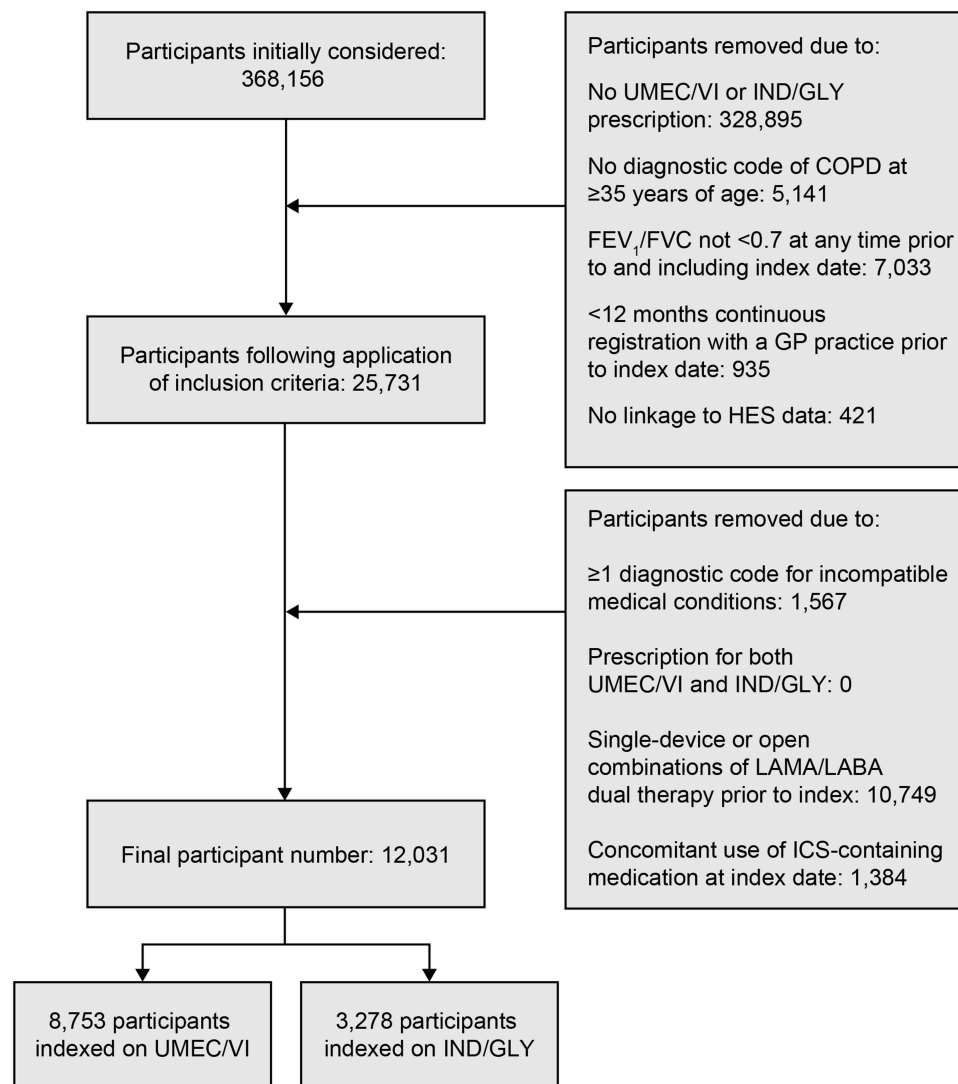 Participants initially considered:
368,156
Participants removed due to:
No UMEC/VI or IND/GLY
prescription: 328,895
No diagnostic code of COPD at
≥35 years of age: 5,141
FEV₁/FVC not <0.7 at any time prior
to and including index date: 7,033
<12 months continuous
registration with a GP practice prior
to index date: 935
No linkage to HES data: 421
Participants following application
of inclusion criteria: 25,731
Participants removed due to:
≥1 diagnostic code for incompatible
medical conditions: 1,567
Prescription for both
UMEC/VI and IND/GLY: 0
Single-device or open
combinations of LAMA/LABA
dual therapy prior to index: 10,749
Concomitant use of ICS-containing
medication at index date: 1,384
Final participant number: 12,031
8,753 participants
indexed on UMEC/VI
3,278 participants
indexed on IND/GLY